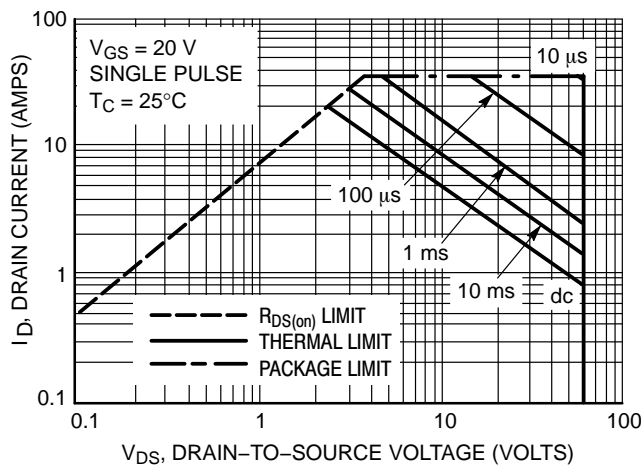 100
10
1
0.1
I_D, DRAIN CURRENT (AMPS)
V_GS = 20 V
SINGLE PULSE
T_C = 25°C
10 μs
100 μs
1 ms
10 ms
dc
R_DS(on) LIMIT
THERMAL LIMIT
PACKAGE LIMIT
0.1
1
10
100
V_DS, DRAIN−TO−SOURCE VOLTAGE (VOLTS)